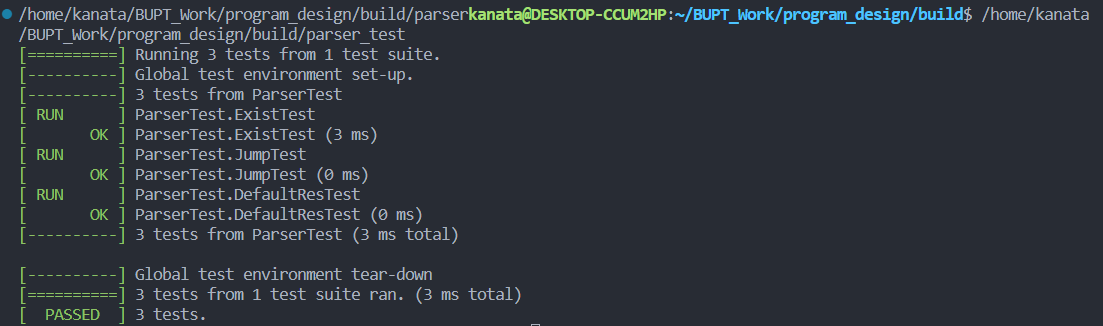 /home/kanata/BUPT_Work/program_design/build/parserkanata@DESKTOP-CCUM2HP:~/BUPT_Work/program_design/build$ /home/kanata
/BUPT_Work/program_design/build/parser_test
[==========] Running 3 tests from 1 test suite.
[----------] Global test environment set-up.
[----------] 3 tests from ParserTest
[ RUN      ] ParserTest.ExistTest
[       OK ] ParserTest.ExistTest (3 ms)
[ RUN      ] ParserTest.JumpTest
[       OK ] ParserTest.JumpTest (0 ms)
[ RUN      ] ParserTest.DefaultResTest
[       OK ] ParserTest.DefaultResTest (0 ms)
[----------] 3 tests from ParserTest (3 ms total)

[----------] Global test environment tear-down
[==========] 3 tests from 1 test suite ran. (3 ms total)
[  PASSED  ] 3 tests.